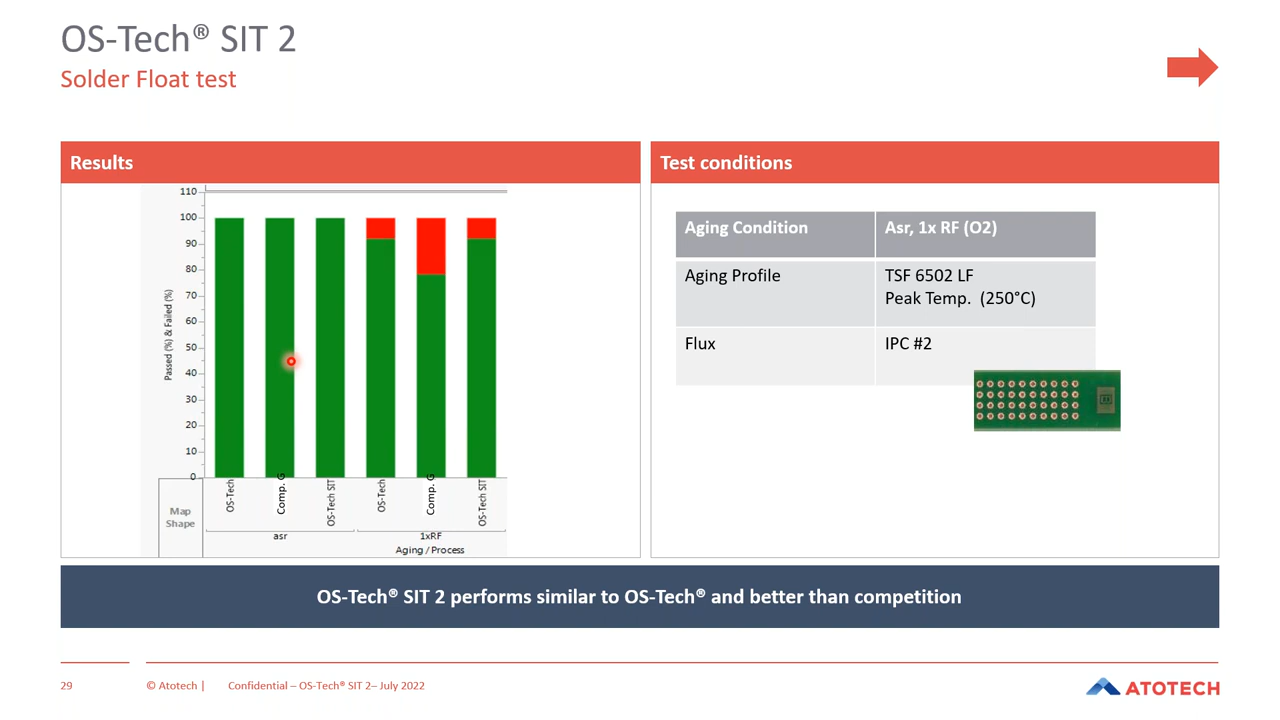 OS-Tech® SIT 2
Solder Float test
Results
110
100
90
80
70
60
50
40
30
20
10
0
Passed (%) & Failed (%)
OS-Tech
Comp. G
OS-Tech SIT
OS-Tech
Comp. G
OS-Tech SIT
Map
Shape
asr
1xRF
Aging / Process
Test conditions
Aging Condition
Asr, 1x RF (O2)
Aging Profile
TSF 6502 LF
Peak Temp. (250°C)
Flux
IPC #2
OS-Tech® SIT 2 performs similar to OS-Tech® and better than competition
29
© Atotech |
Confidential – OS-Tech® SIT 2– July 2022
ATOTECH